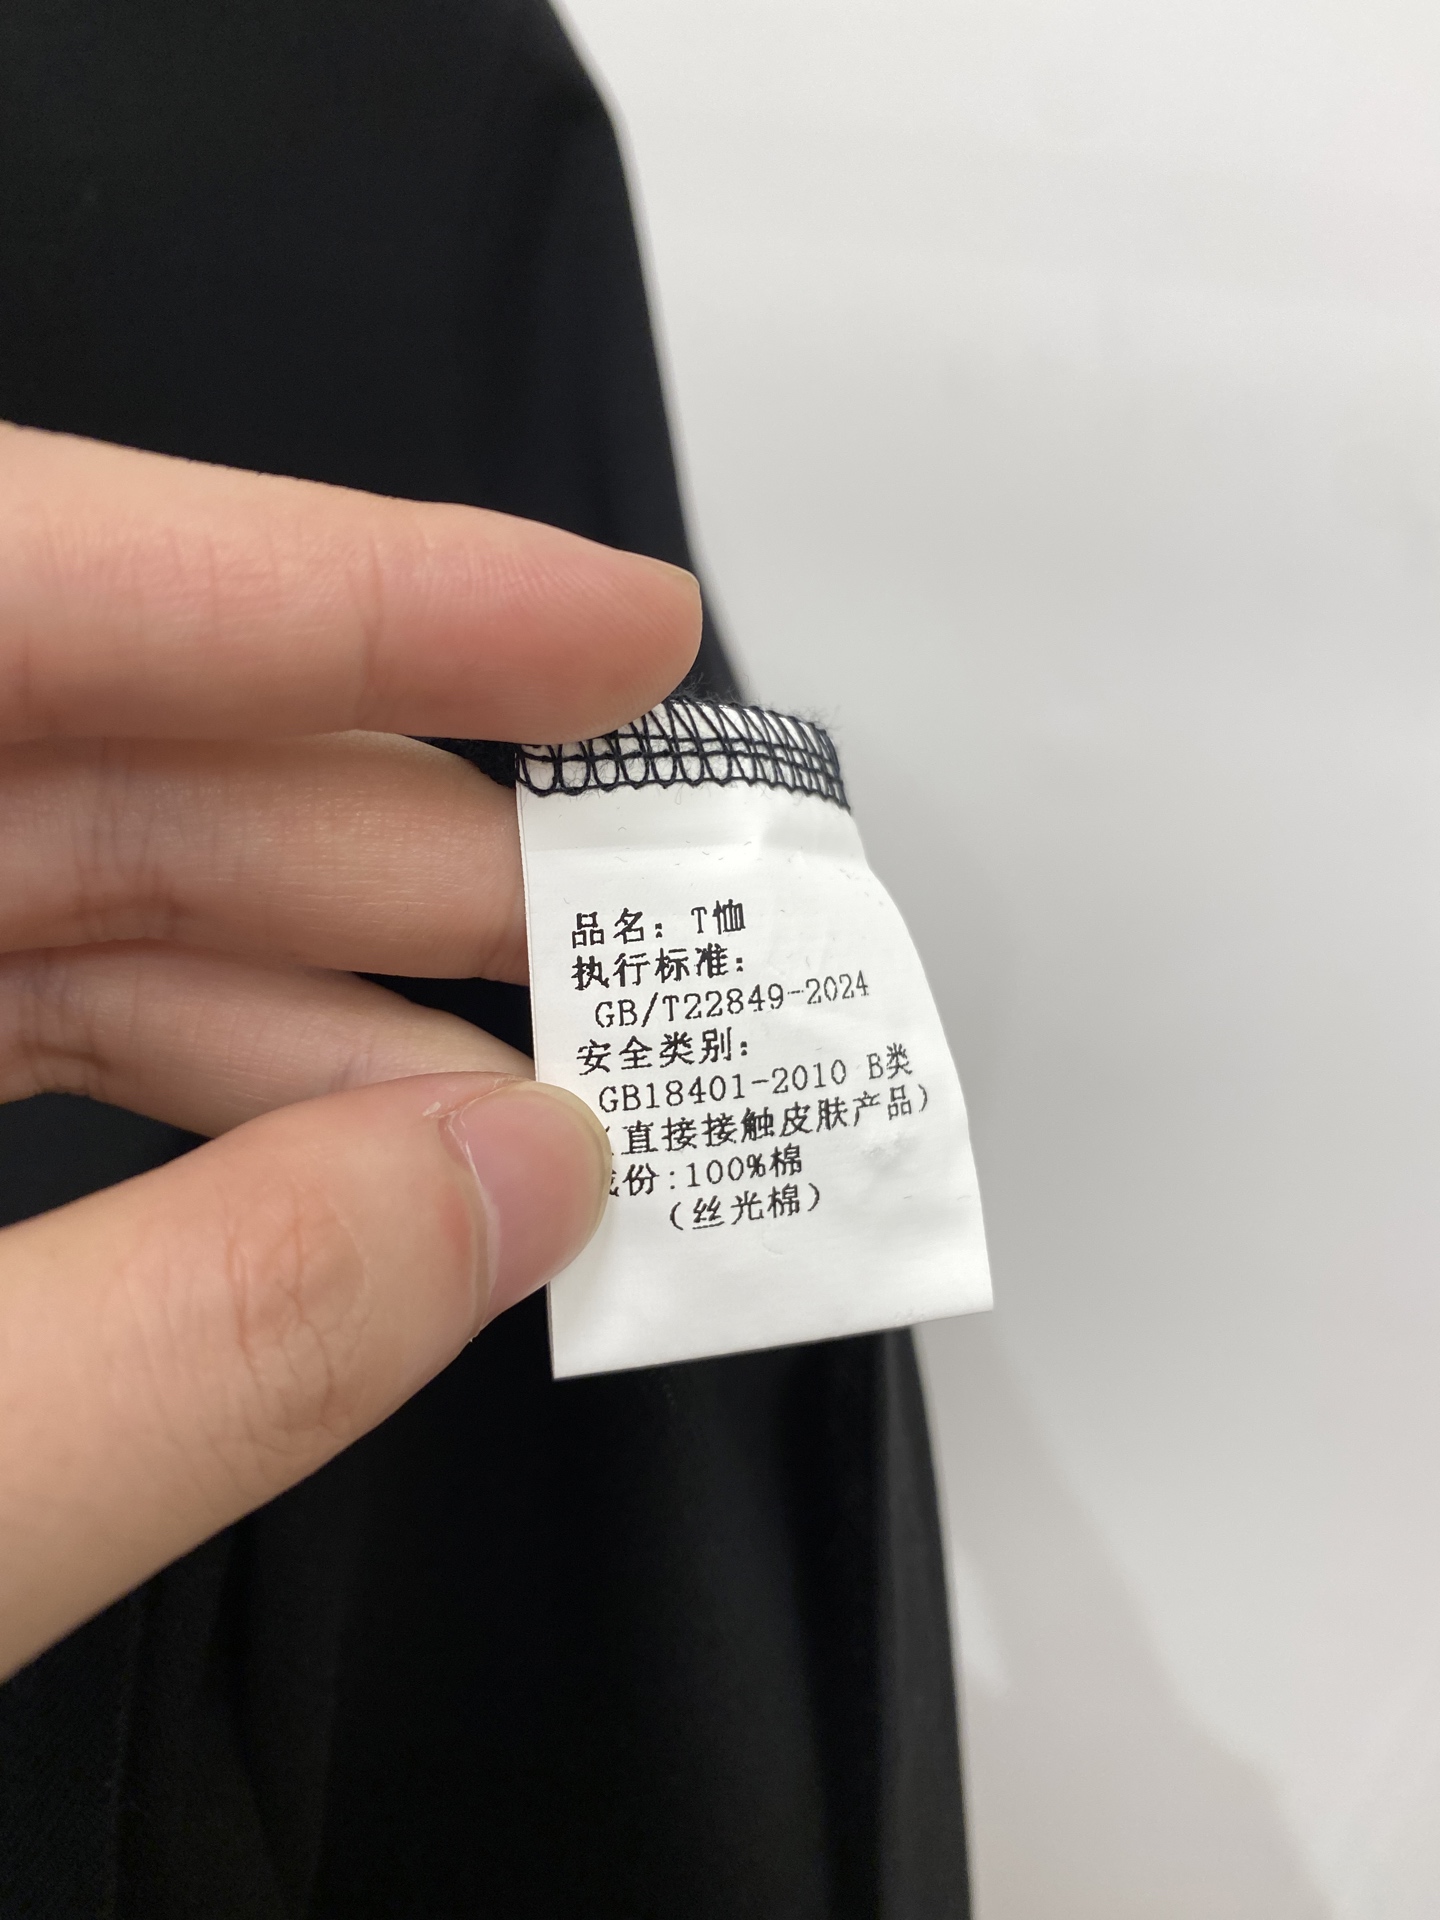 品名：T恤
执行标准：
GB/T22849-2024
安全类别：
GB18401-2010 B类
（直接接触皮肤产品）
成份：100%棉
（丝光棉）